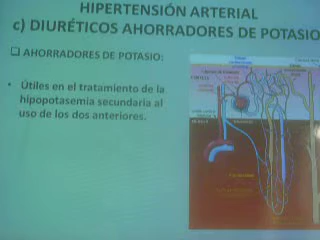 HIPERTENSIÓN ARTERIAL
c) DIURÉTICOS AHORRADORES DE POTASIO
❑ AHORRADORES DE POTASIO:
• Útiles en el tratamiento de la
hipopotasemia secundaria al
uso de los dos anteriores.